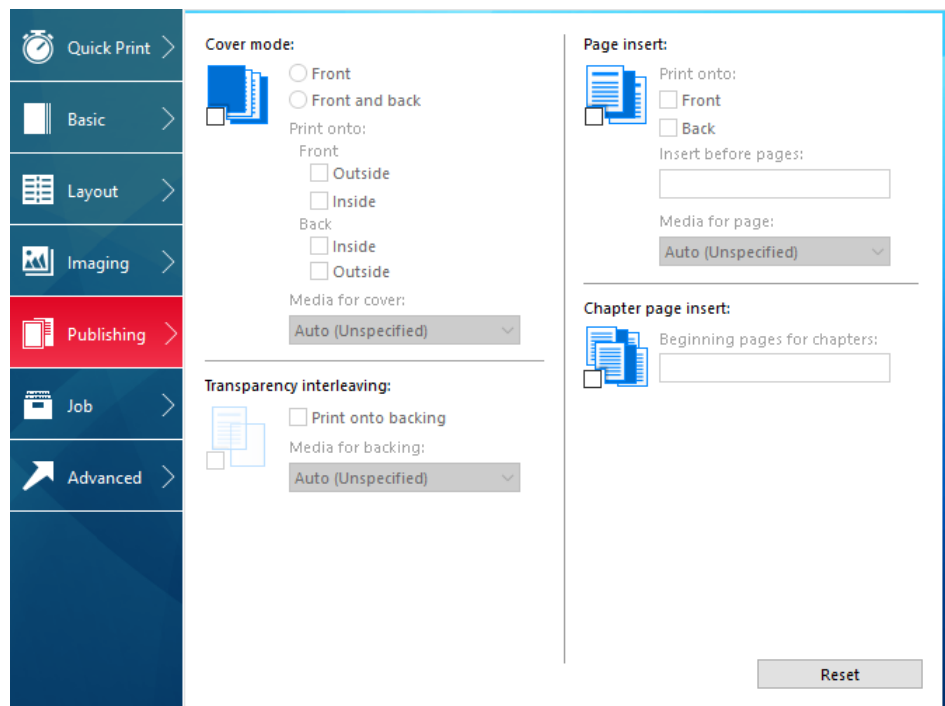 Quick Print
Basic
Layout
Imaging
Publishing
Job
Advanced
Cover mode:
Front
Front and back
Print onto:
Front
Outside
Inside
Back
Inside
Outside
Media for cover:
Auto (Unspecified)
Transparency interleaving:
Print onto backing
Media for backing:
Auto (Unspecified)
Page insert:
Print onto:
Front
Back
Insert before pages:
Media for page:
Auto (Unspecified)
Chapter page insert:
Beginning pages for chapters:
Reset